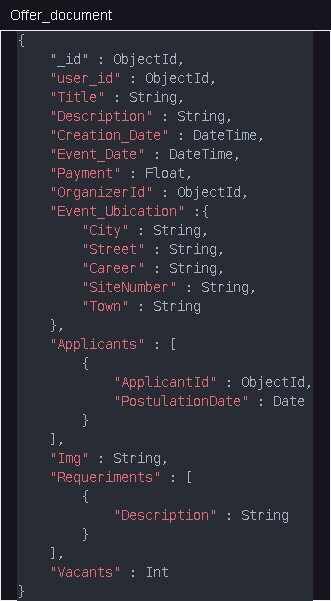 Offer_document
{
"_id" : ObjectId,
"user_id" : ObjectId,
"Title" : String,
"Description" : String,
"Creation_Date" : DateTime,
"Event_Date" : DateTime,
"Payment" : Float,
"OrganizerId" : ObjectId,
"Event_Ubication" :{
"City" : String,
"Street" : String,
"Career" : String,
"SiteNumber" : String,
"Town" : String
},
"Applicants" : [
{
"ApplicantId" : ObjectId,
"PostulationDate" : Date
}
],
"Img" : String,
"Requeriments" : [
{
"Description" : String
}
],
"Vacants" : Int
}